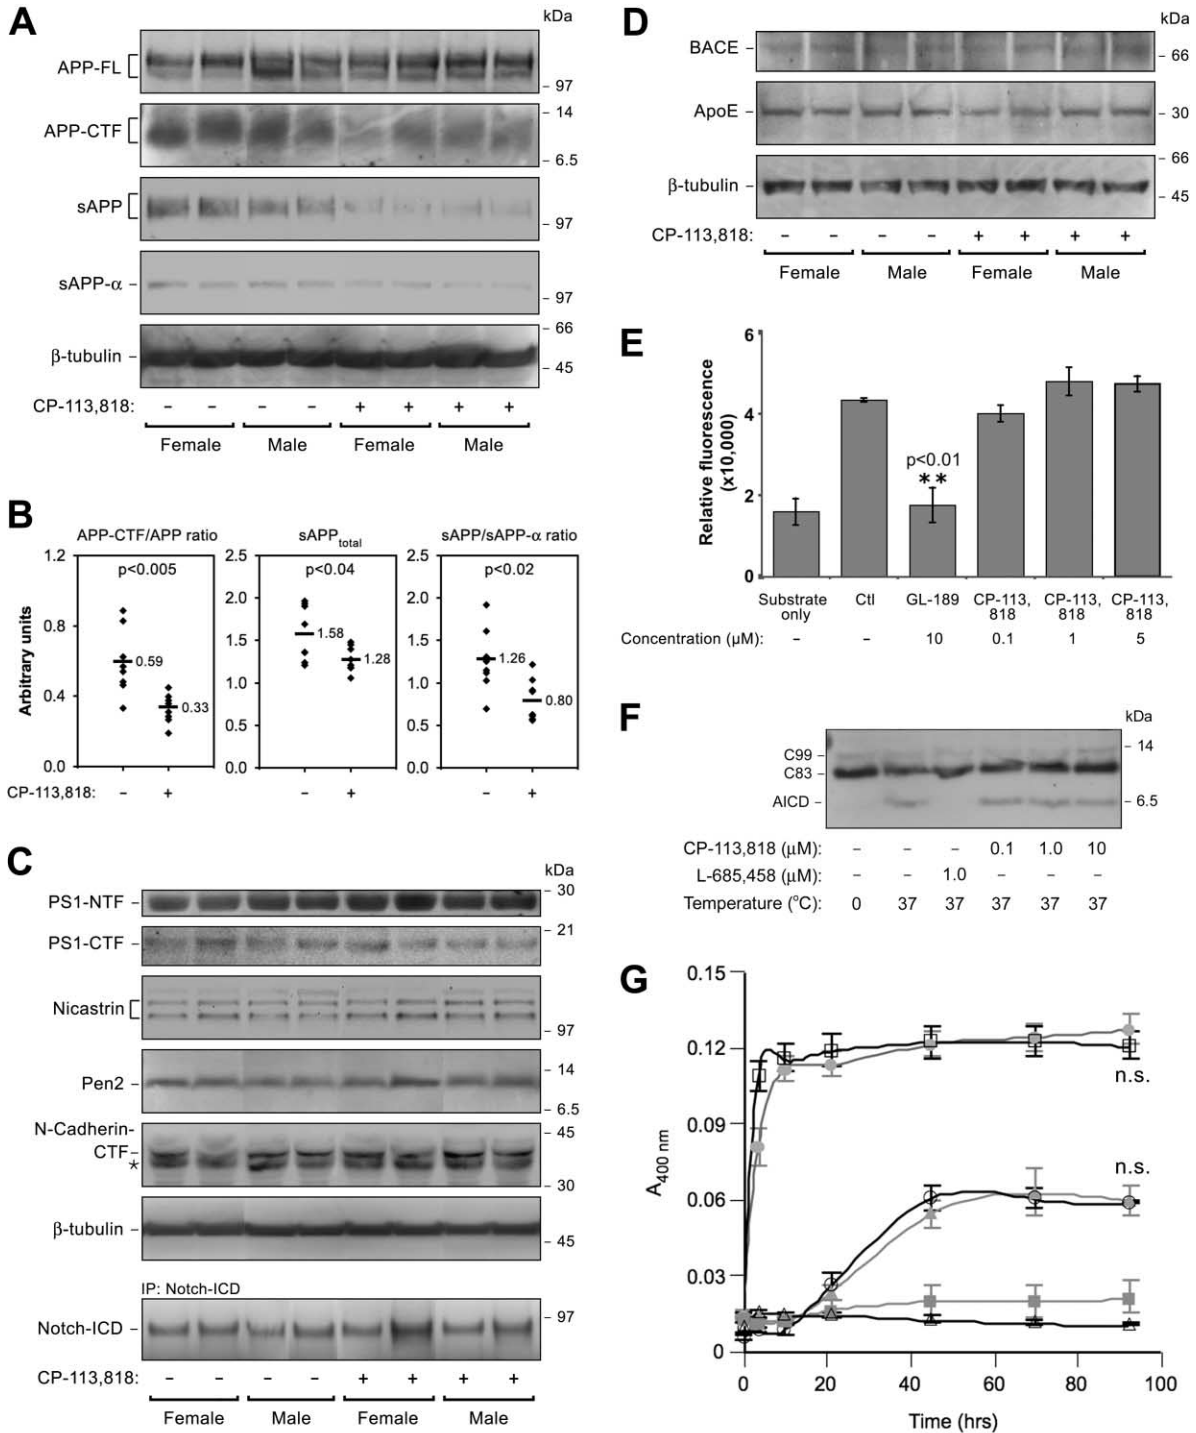 A
kDa
APP-FL
– 97
– 14
APP-CTF
– 6.5
sAPP
– 97
sAPP-α –
– 97
– 66
β-tubulin –
– 45
CP-113,818: – – – – + + + +
Female Male Female Male
B
APP-CTF/APP ratio sAPPtotal sAPP/sAPP-α ratio
Arbitrary units
1.2 p<0.005 2.5 p<0.04 2.5 p<0.02
2.0 2.0
0.8
1.5 1.58 1.5
0.59 1.28 1.26
1.0 1.0
0.4
0.33 0.80
0.5 0.5
0.0 0.0 0.0
CP-113,818: – + – + – +
C
kDa
– 30
PS1-NTF –
– 21
PS1-CTF –
Nicastrin
– 97
– 14
Pen2 –
– 6.5
N-Cadherin-
CTF–
– 45
*
– 30
β-tubulin –
– 45
IP: Notch-ICD
– 97
Notch-ICD –
CP-113,818: – – – – + + + +
Female Male Female Male
D
kDa
BACE –
– 66
ApoE –
– 30
– 66
β-tubulin –
– 45
CP-113,818: – – – – + + + +
Female Male Female Male
E
Relative fluorescence
(x10,000)
6
4
p<0.01
**
2
0
Substrate only Ctl GL-189 CP-113, 818 CP-113, 818 CP-113, 818
Concentration (μM): – – 10 0.1 1 5
F
kDa
– 14
C99 –
C83 –
AICD –
– 6.5
CP-113,818 (μM): – – – 0.1 1.0 10
L-685,458 (μM): – – 1.0 – – –
Temperature (°C): 0 37 37 37 37 37
G
A400 nm
0.15
0.12
n.s.
0.09
n.s.
0.06
0.03
0
0 20 40 60 80 100
Time (hrs)